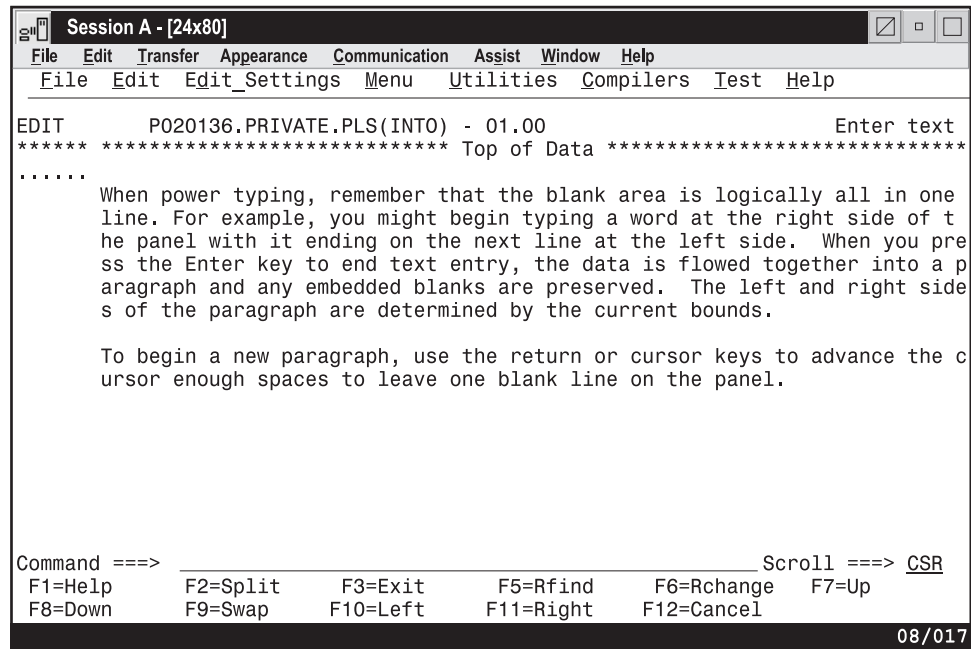 Session A - [24x80]
File Edit Transfer Appearance Communication Assist Window Help
File Edit Edit_Settings Menu Utilities Compilers Test Help
EDIT P020136.PRIVATE.PLS(INTO) - 01.00 Enter text
****** ***************************** Top of Data ******************************
......
When power typing, remember that the blank area is logically all in one
line. For example, you might begin typing a word at the right side of t
he panel with it ending on the next line at the left side. When you pre
ss the Enter key to end text entry, the data is flowed together into a p
aragraph and any embedded blanks are preserved. The left and right side
s of the paragraph are determined by the current bounds.
To begin a new paragraph, use the return or cursor keys to advance the c
ursor enough spaces to leave one blank line on the panel.
Command ===> Scroll ===> CSR
F1=Help F2=Split F3=Exit F5=Rfind F6=Rchange F7=Up
F8=Down F9=Swap F10=Left F11=Right F12=Cancel
08/017